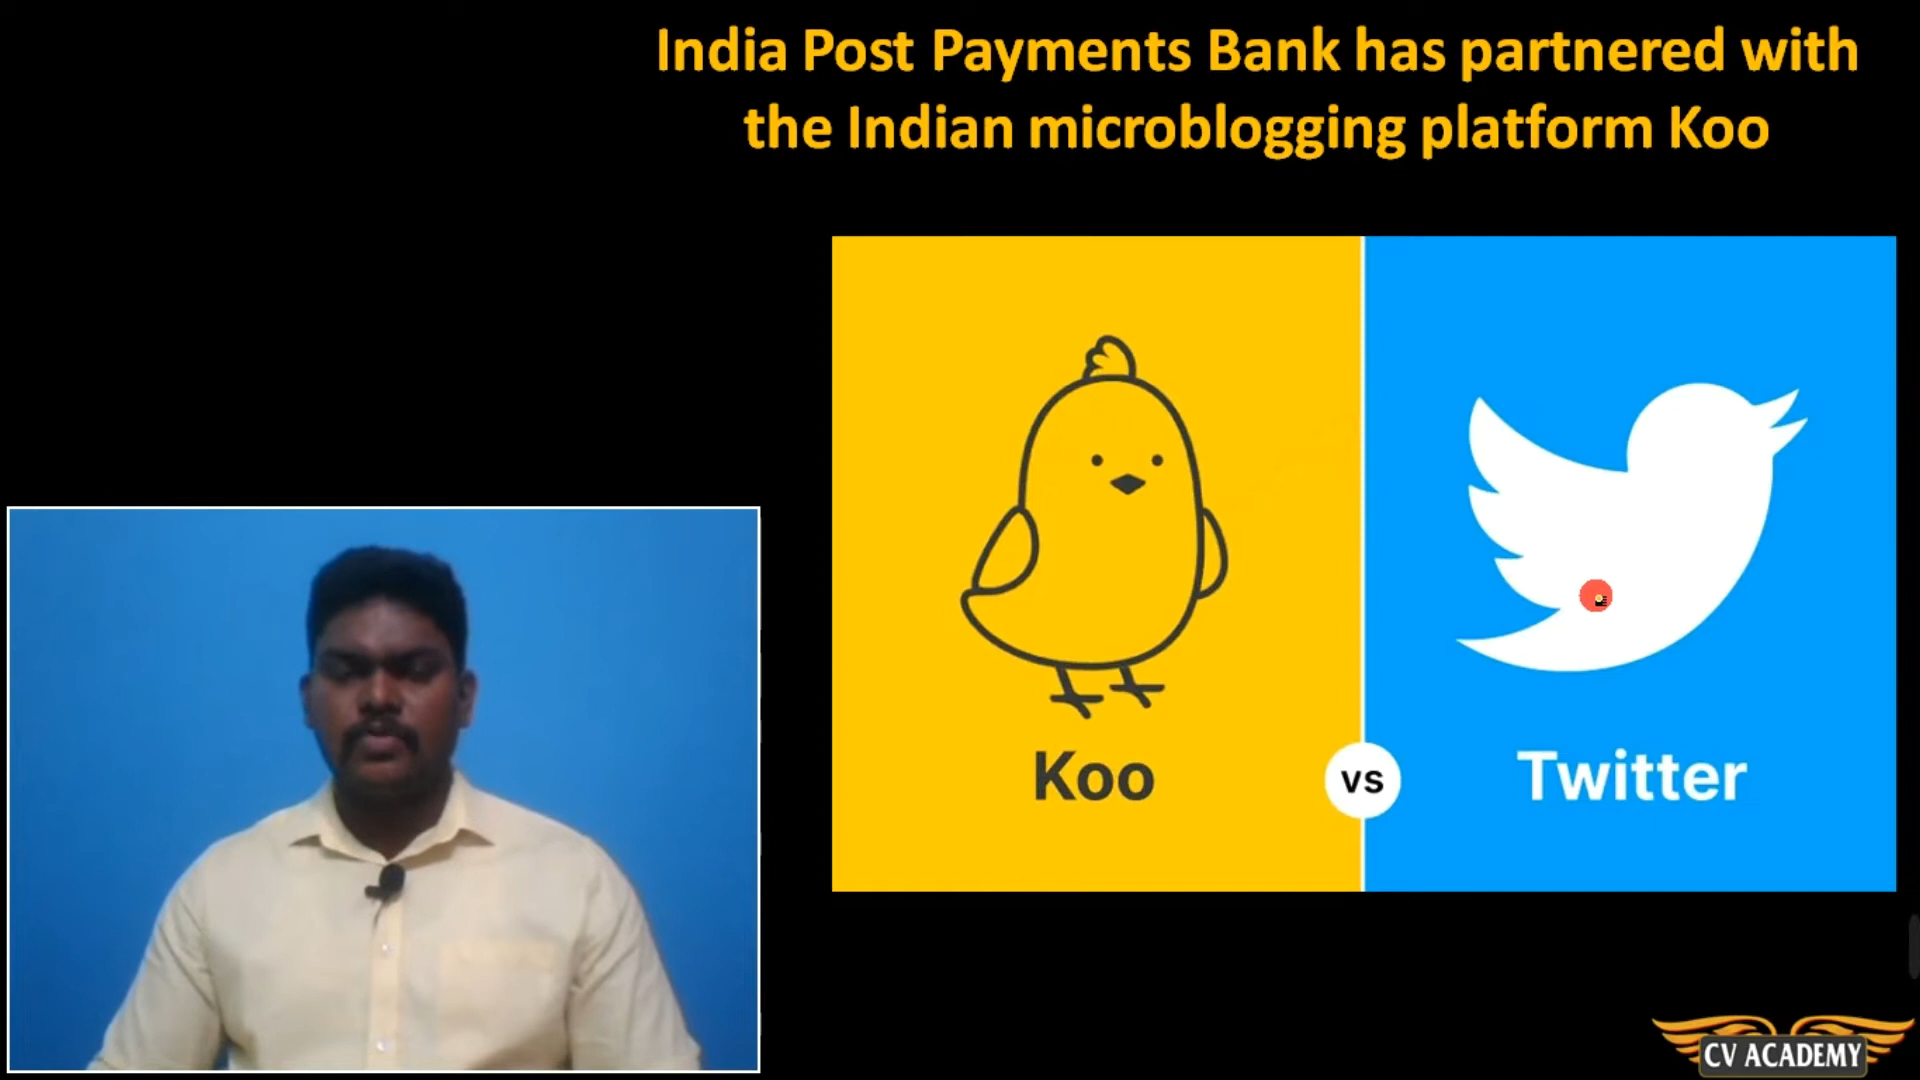 India Post Payments Bank has partnered with
the Indian microblogging platform Koo
Koo
vs
Twitter
CV ACADEMY